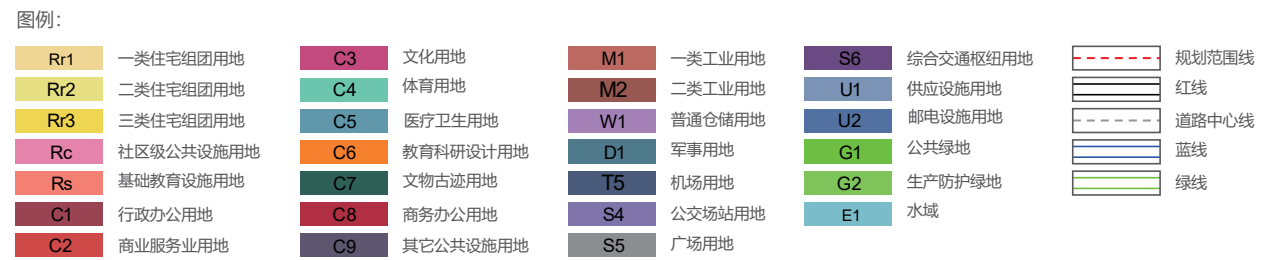 图例:
Rr1 一类住宅组团用地
Rr2 二类住宅组团用地
Rr3 三类住宅组团用地
Rc 社区级公共设施用地
Rs 基础教育设施用地
C1 行政办公用地
C2 商业服务业用地
C3 文化用地
C4 体育用地
C5 医疗卫生用地
C6 教育科研设计用地
C7 文物古迹用地
C8 商务办公用地
C9 其它公共设施用地
M1 一类工业用地
M2 二类工业用地
W1 普通仓储用地
D1 军事用地
T5 机场用地
S4 公交场站用地
S5 广场用地
S6 综合交通枢纽用地
U1 供应设施用地
U2 邮电设施用地
G1 公共绿地
G2 生产防护绿地
E1 水域
规划范围线
红线
道路中心线
蓝线
绿线